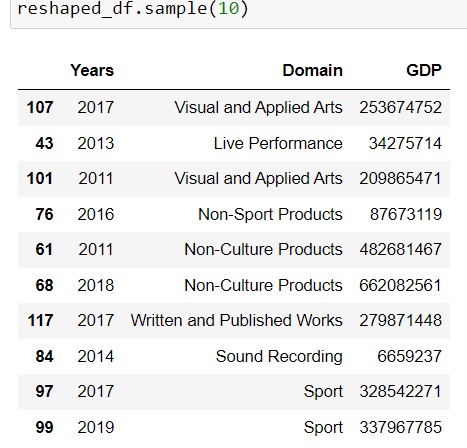 reshaped_df.sample(10)
Years Domain GDP
107 2017 Visual and Applied Arts 253674752
43 2013 Live Performance 34275714
101 2011 Visual and Applied Arts 209865471
76 2016 Non-Sport Products 87673119
61 2011 Non-Culture Products 482681467
68 2018 Non-Culture Products 662082561
117 2017 Written and Published Works 279871448
84 2014 Sound Recording 6659237
97 2017 Sport 328542271
99 2019 Sport 337967785